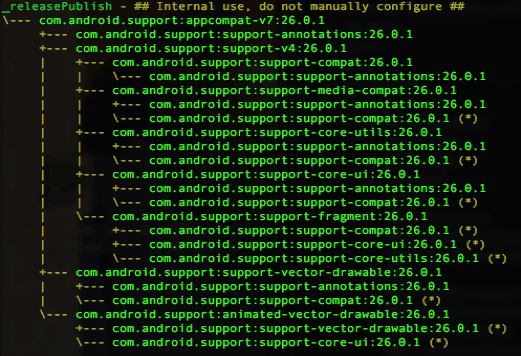 _releasePublish - ## Internal use, do not manually configure ##
\--- com.android.support:appcompat-v7:26.0.1
     +--- com.android.support:support-annotations:26.0.1
     +--- com.android.support:support-v4:26.0.1
     |    +--- com.android.support:support-compat:26.0.1
     |    |    \--- com.android.support:support-annotations:26.0.1
     |    +--- com.android.support:support-media-compat:26.0.1
     |    |    +--- com.android.support:support-annotations:26.0.1
     |    |    \--- com.android.support:support-compat:26.0.1 (*)
     |    +--- com.android.support:support-core-utils:26.0.1
     |    |    +--- com.android.support:support-annotations:26.0.1
     |    |    \--- com.android.support:support-compat:26.0.1 (*)
     |    +--- com.android.support:support-core-ui:26.0.1
     |    |    +--- com.android.support:support-annotations:26.0.1
     |    |    \--- com.android.support:support-compat:26.0.1 (*)
     |    \--- com.android.support:support-fragment:26.0.1
     |         +--- com.android.support:support-compat:26.0.1 (*)
     |         +--- com.android.support:support-core-ui:26.0.1 (*)
     |         \--- com.android.support:support-core-utils:26.0.1 (*)
     +--- com.android.support:support-vector-drawable:26.0.1
     |    +--- com.android.support:support-annotations:26.0.1
     |    \--- com.android.support:support-compat:26.0.1 (*)
     \--- com.android.support:animated-vector-drawable:26.0.1
          +--- com.android.support:support-vector-drawable:26.0.1 (*)
          \--- com.android.support:support-core-ui:26.0.1 (*)